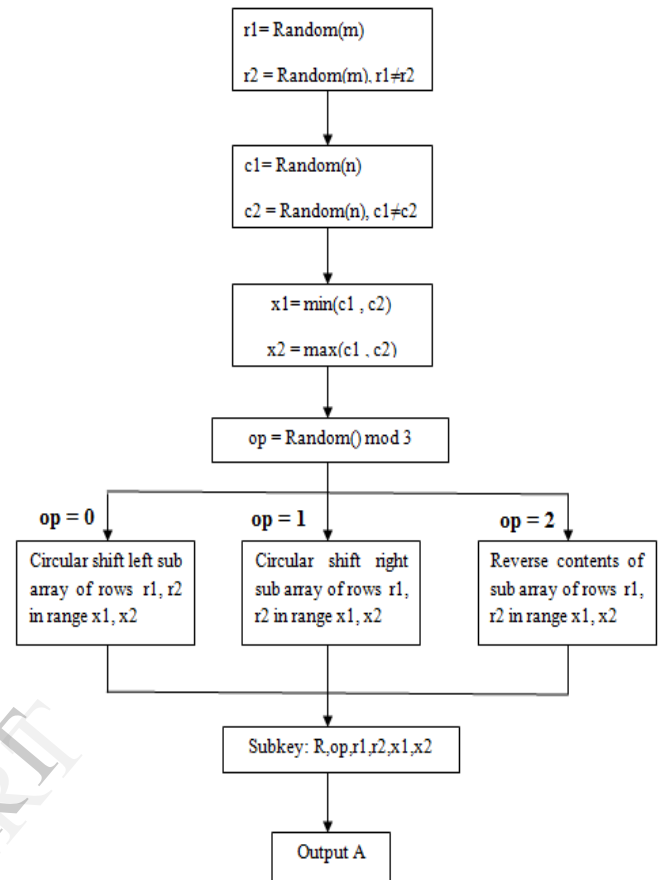 r1= Random(m)
r2 = Random(m), r1≠r2
c1= Random(n)
c2 = Random(n), c1≠c2
x1= min(c1 , c2)
x2 = max(c1 , c2)
op = Random() mod 3
op = 0
op = 1
op = 2
Circular shift left sub
array of rows r1, r2
in range x1, x2
Circular shift right
sub array of rows r1,
r2 in range x1, x2
Reverse contents of
sub array of rows r1,
r2 in range x1, x2
Subkey: R,op,r1,r2,x1,x2
Output A